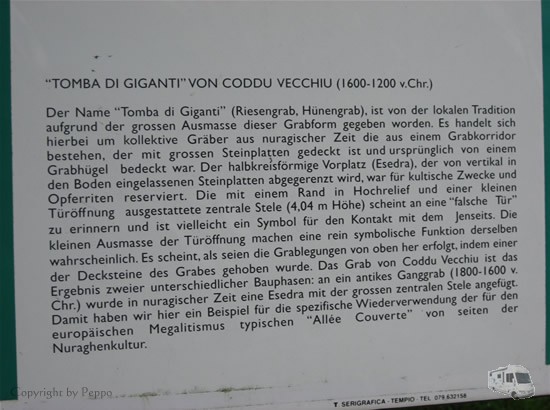 “TOMBA DI GIGANTI” VON CODDU VECCHIU (1600-1200 v.Chr.)
Der Name “Tomba di Giganti” (Riesengrab, Hünengrab), ist von der lokalen Tradition
aufgrund der grossen Ausmasse dieser Grabform gegeben worden. Es handelt sich
hierbei um kollektive Gräber aus nuragischer Zeit die aus einem Grabkorridor
bestehen, der mit grossen Steinplatten gedeckt ist und ursprünglich von einem
Grabhügel bedeckt war. Der halbkreisförmige Vorplatz (Esedra), der von vertikal in
den Boden eingelassenen Steinplatten abgegerenzt wird, war für kultische Zwecke und
Opferriten reserviert. Die mit einem Rand in Hochrelief und einer kleinen
Türöffnung ausgestattete zentrale Stele (4,04 m Höhe) scheint an eine “falsche Tür”
zu erinnern und ist vielleicht ein Symbol für den Kontakt mit dem Jenseits. Die
kleinen Ausmasse der Türöffnung machen eine rein symbolische Funktion derselben
wahrscheinlich. Es scheint, als seien die Grablegungen von oben her erfolgt, indem einer
der Decksteine des Grabes gehoben wurde. Das Grab von Coddu Vecchiu ist das
Ergebnis zweier unterschiedlicher Bauphasen: an ein antikes Ganggrab (1800-1600 v.
Chr.) wurde in nuragischer Zeit eine Esedra mit der grossen zentralen Stele angefügt.
Damit haben wir hier ein Beispiel für die spezifische Wiederverwendung der für den
europäischen Megalitismus typischen “Allée Couverte” von seiten der
Nuraghenkultur.
T. SERIGRAFICA - TEMPIO - TEL. 079.632158
Copyright by Peppo